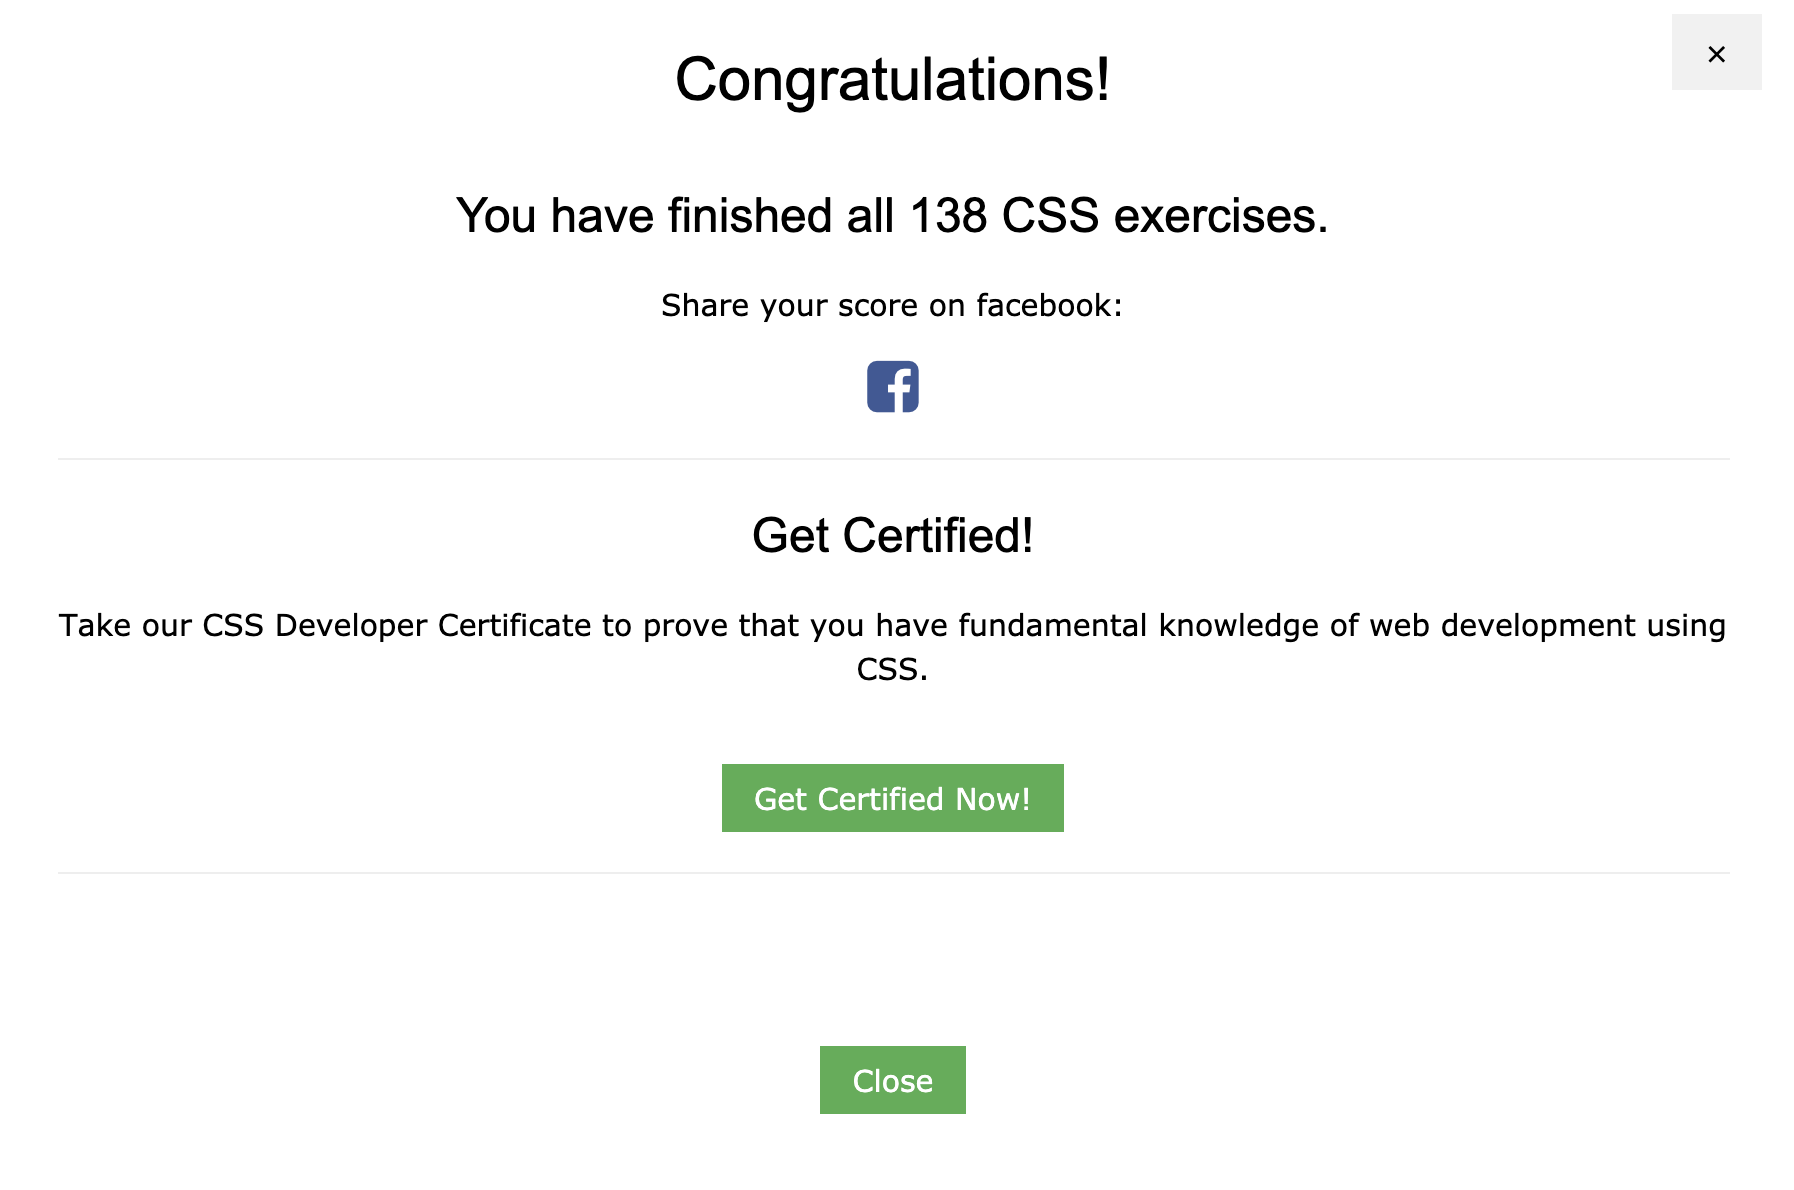 ×
Congratulations!
You have finished all 138 CSS exercises.
Share your score on facebook:
Get Certified!
Take our CSS Developer Certificate to prove that you have fundamental knowledge of web development using
CSS.
Get Certified Now!
Close